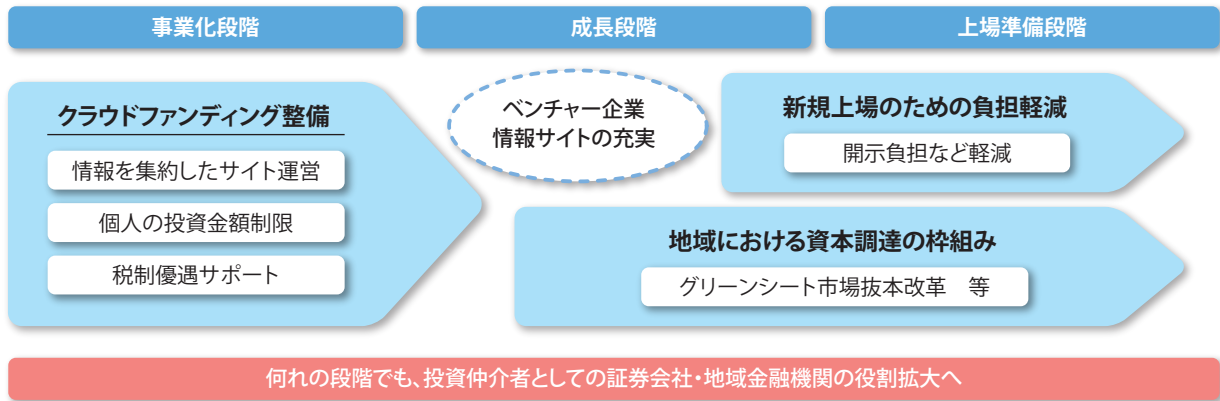 事業化段階
成長段階
上場準備段階
クラウドファンディング整備
情報を集約したサイト運営
個人の投資金額制限
税制優遇サポート
ベンチャー企業
情報サイトの充実
新規上場のための負担軽減
開示負担など軽減
地域における資本調達の枠組み
グリーンシート市場抜本改革　等
何れの段階でも、投資仲介者としての証券会社・地域金融機関の役割拡大へ